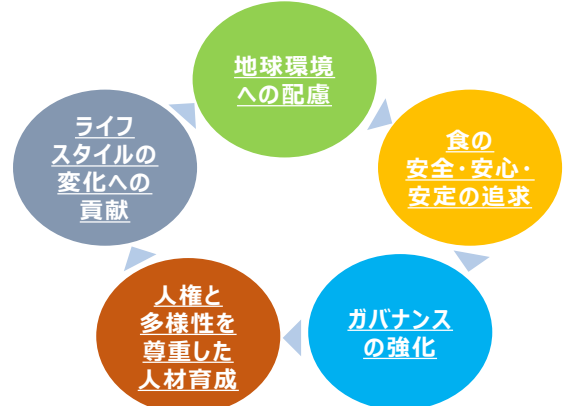 地球環境
への配慮
食の
安全・安心・
安定の追求
ガバナンス
の強化
人権と
多様性を
尊重した
人材育成
ライフ
スタイルの
変化への
貢献